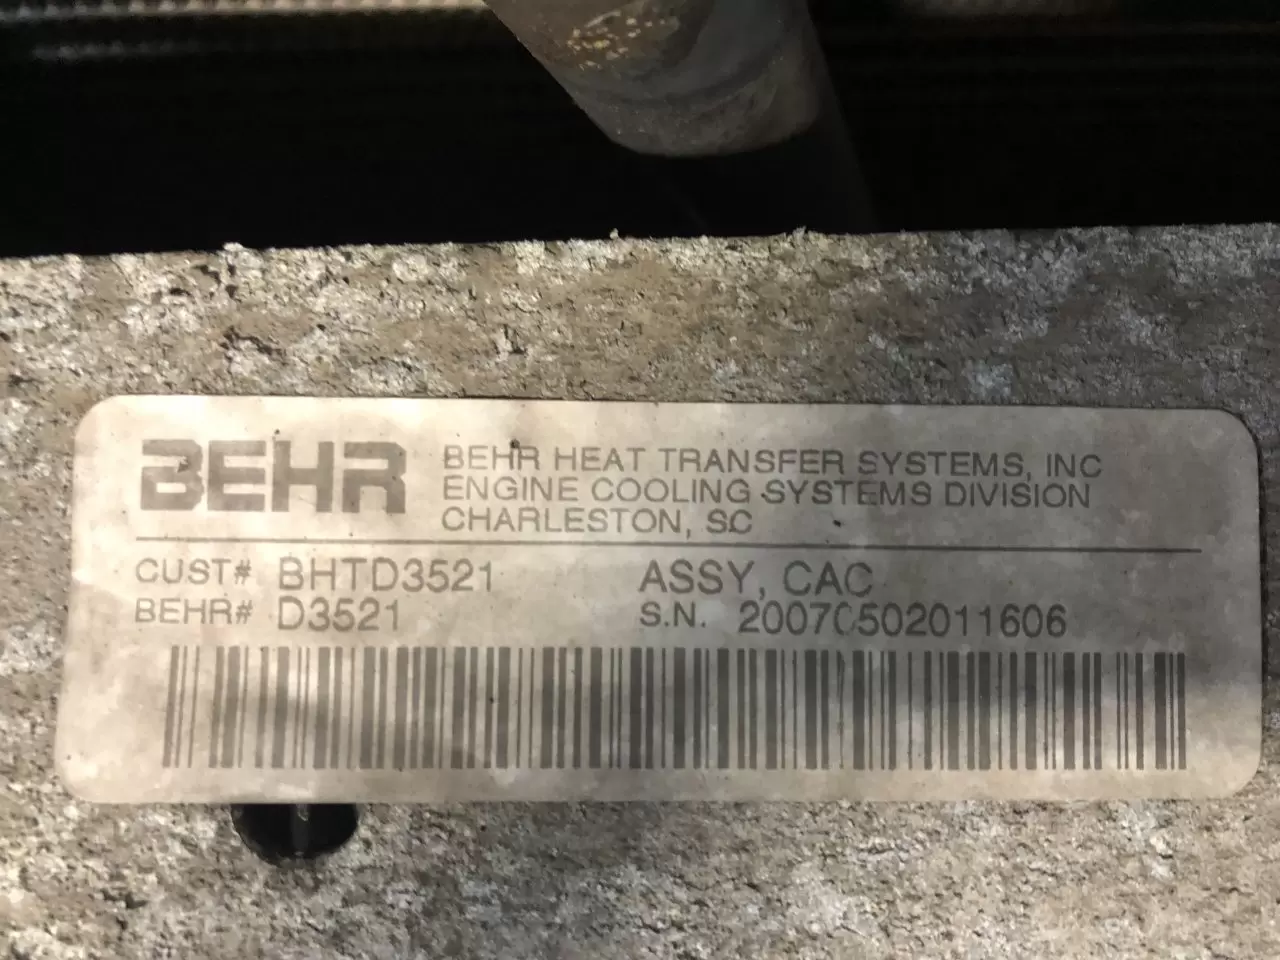 BEHR
BEHR HEAT TRANSFER SYSTEMS, INC
ENGINE COOLING SYSTEMS DIVISION
CHARLESTON, SC
CUST# BHTD3521 ASSY, CAC
BEHR# D3521 S.N. 20070502011606